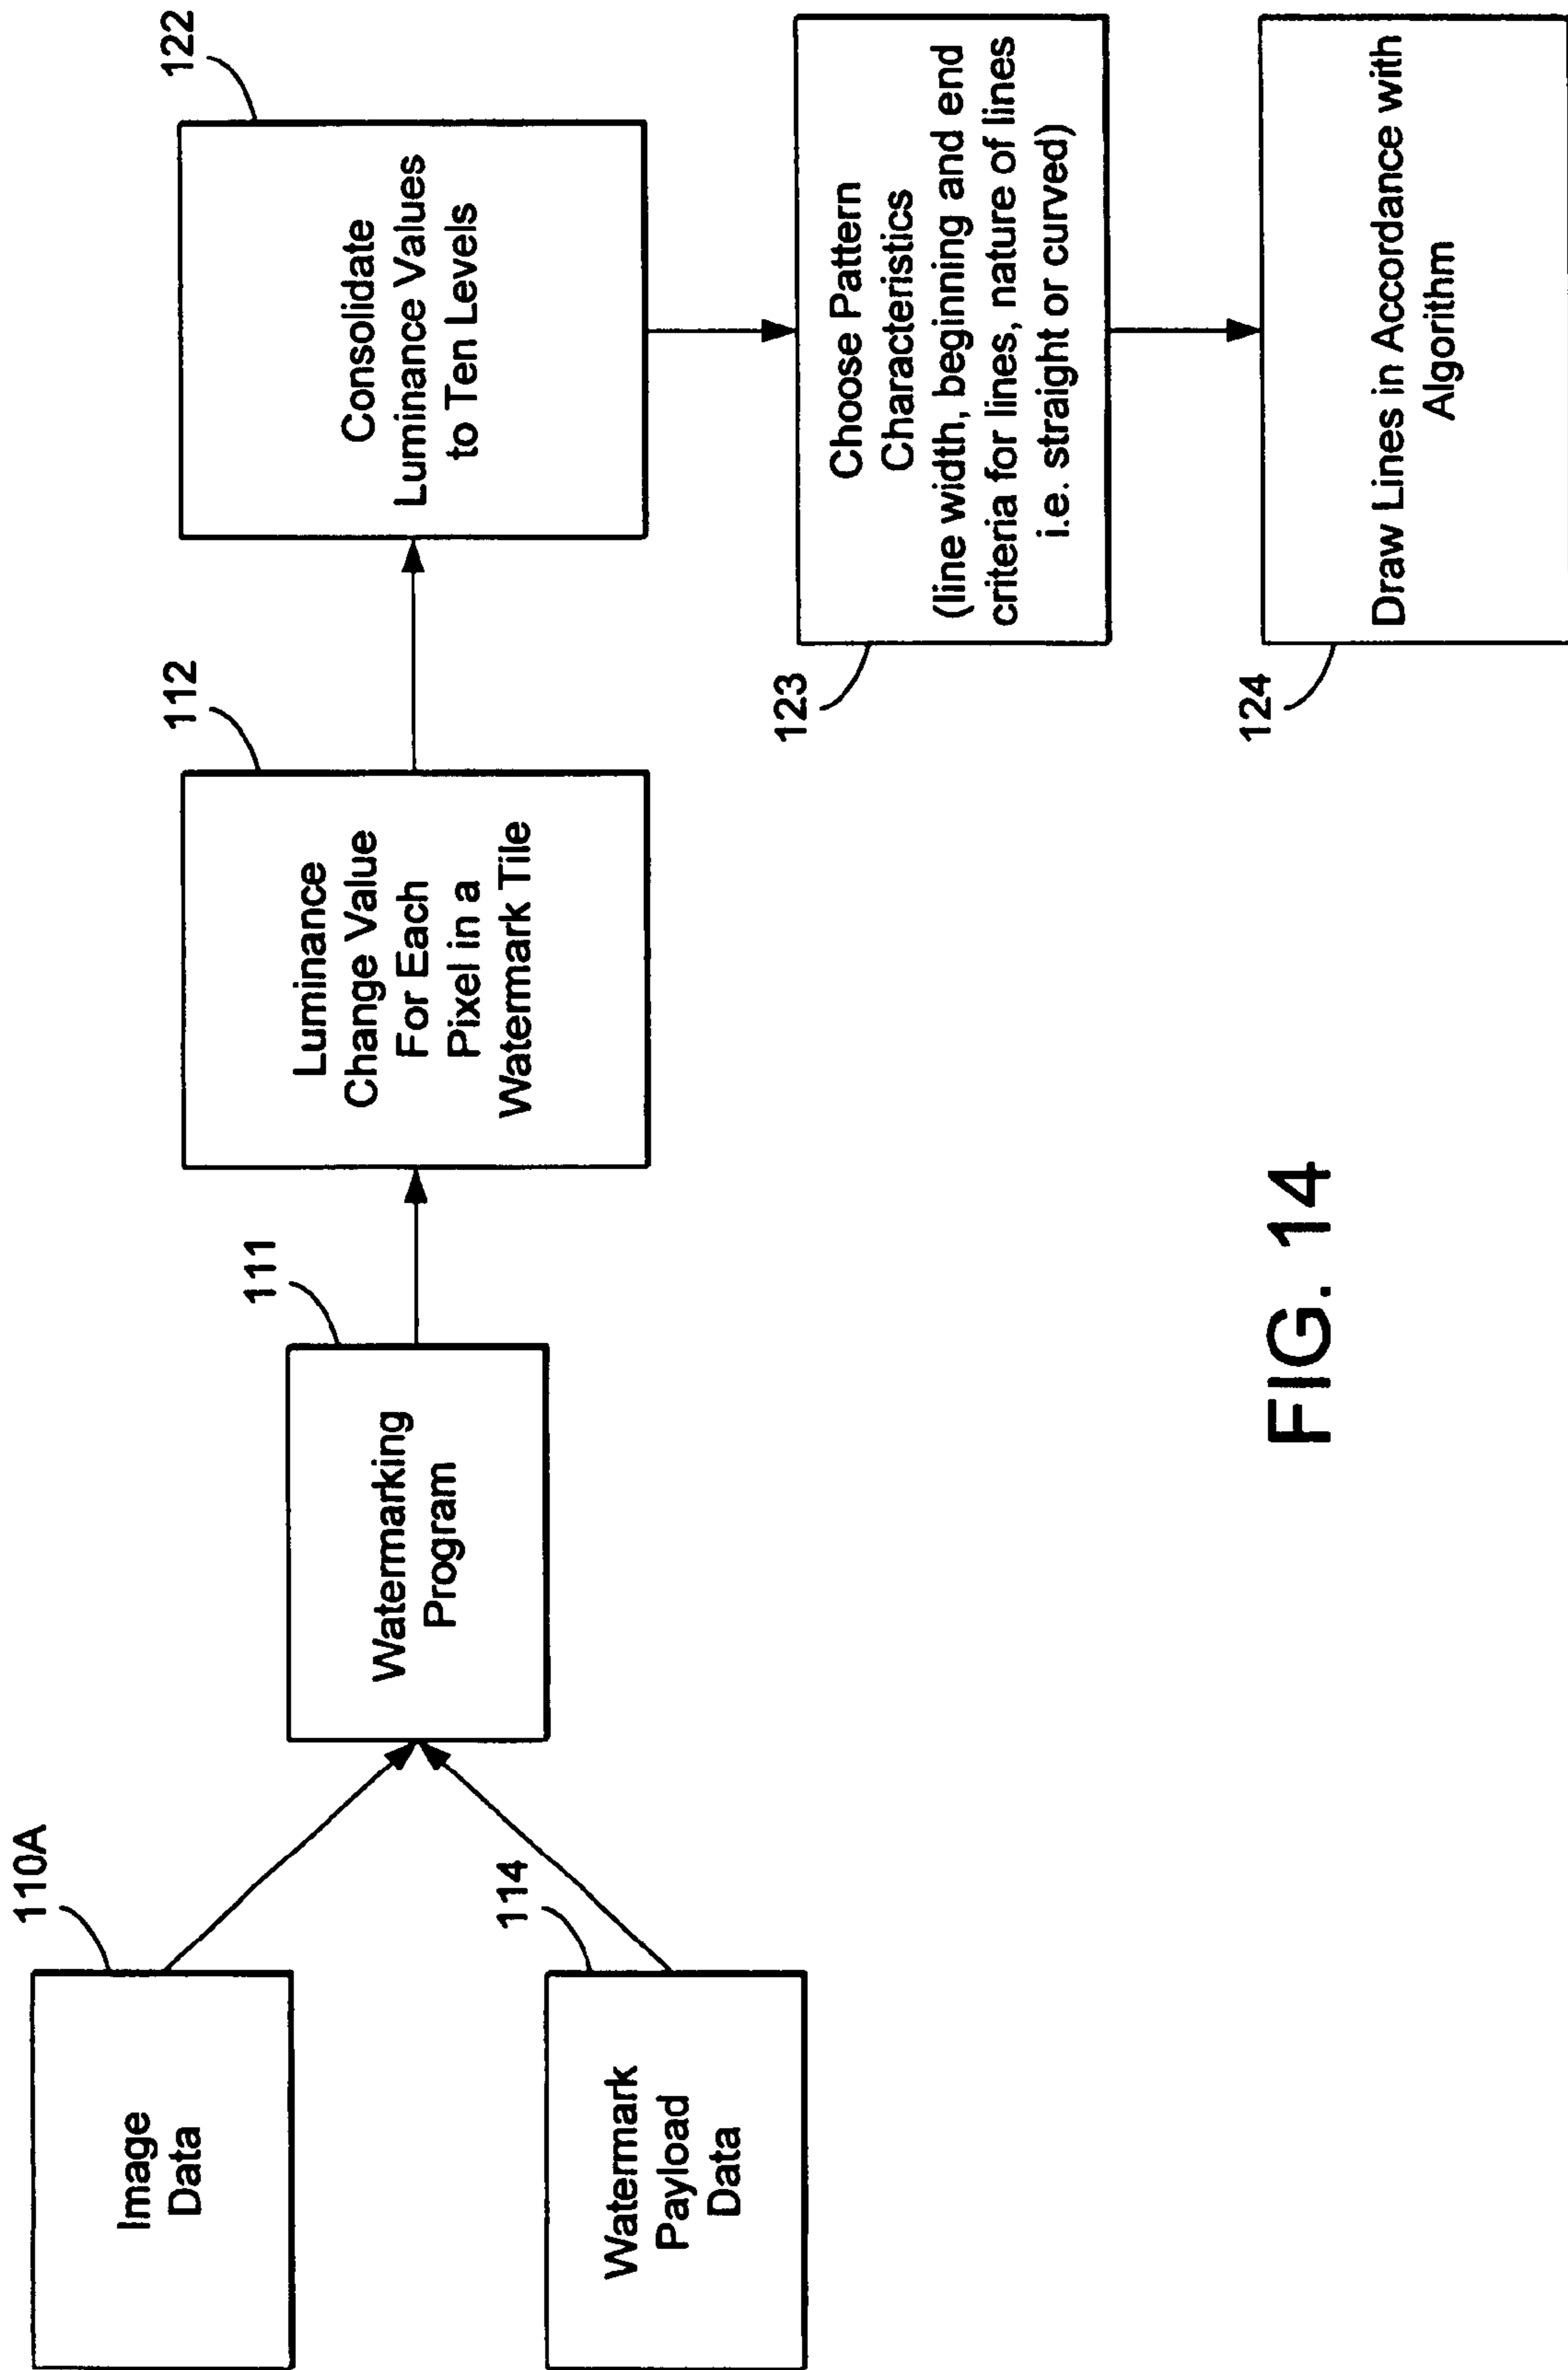 110A
Image
Data
114
Watermark
Payload
Data
111
Watermarking
Program
112
Luminance
Change Value
For Each
Pixel in a
Watermark Tile
122
Consolidate
Luminance Values
to Ten Levels
123
Choose Pattern
Characteristics
(line width, beginning and end
criteria for lines, nature of lines
i.e. straight or curved)
124
Draw Lines in Accordance with
Algorithm
FIG. 14